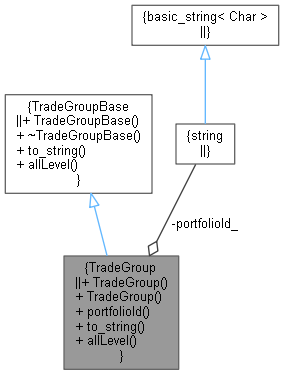 {basic_string< Char >
||}
{TradeGroupBase
||+ TradeGroupBase()
+ ~TradeGroupBase()
+ to_string()
+ allLevel()
}
{string
||}
-portfolioId_
{TradeGroup
||+ TradeGroup()
+ TradeGroup()
+ portfolioId()
+ to_string()
+ allLevel()
}